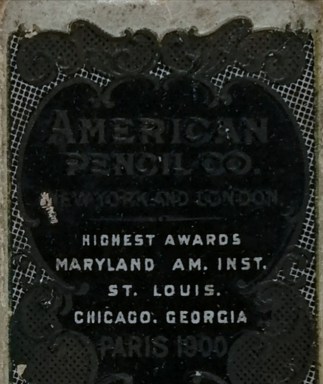 AMERICAN
PENCIL CO.
NEW YORK AND LONDON.
HIGHEST AWARDS
MARYLAND AM. INST.
ST. LOUIS.
CHICAGO. GEORGIA
PARIS 1900